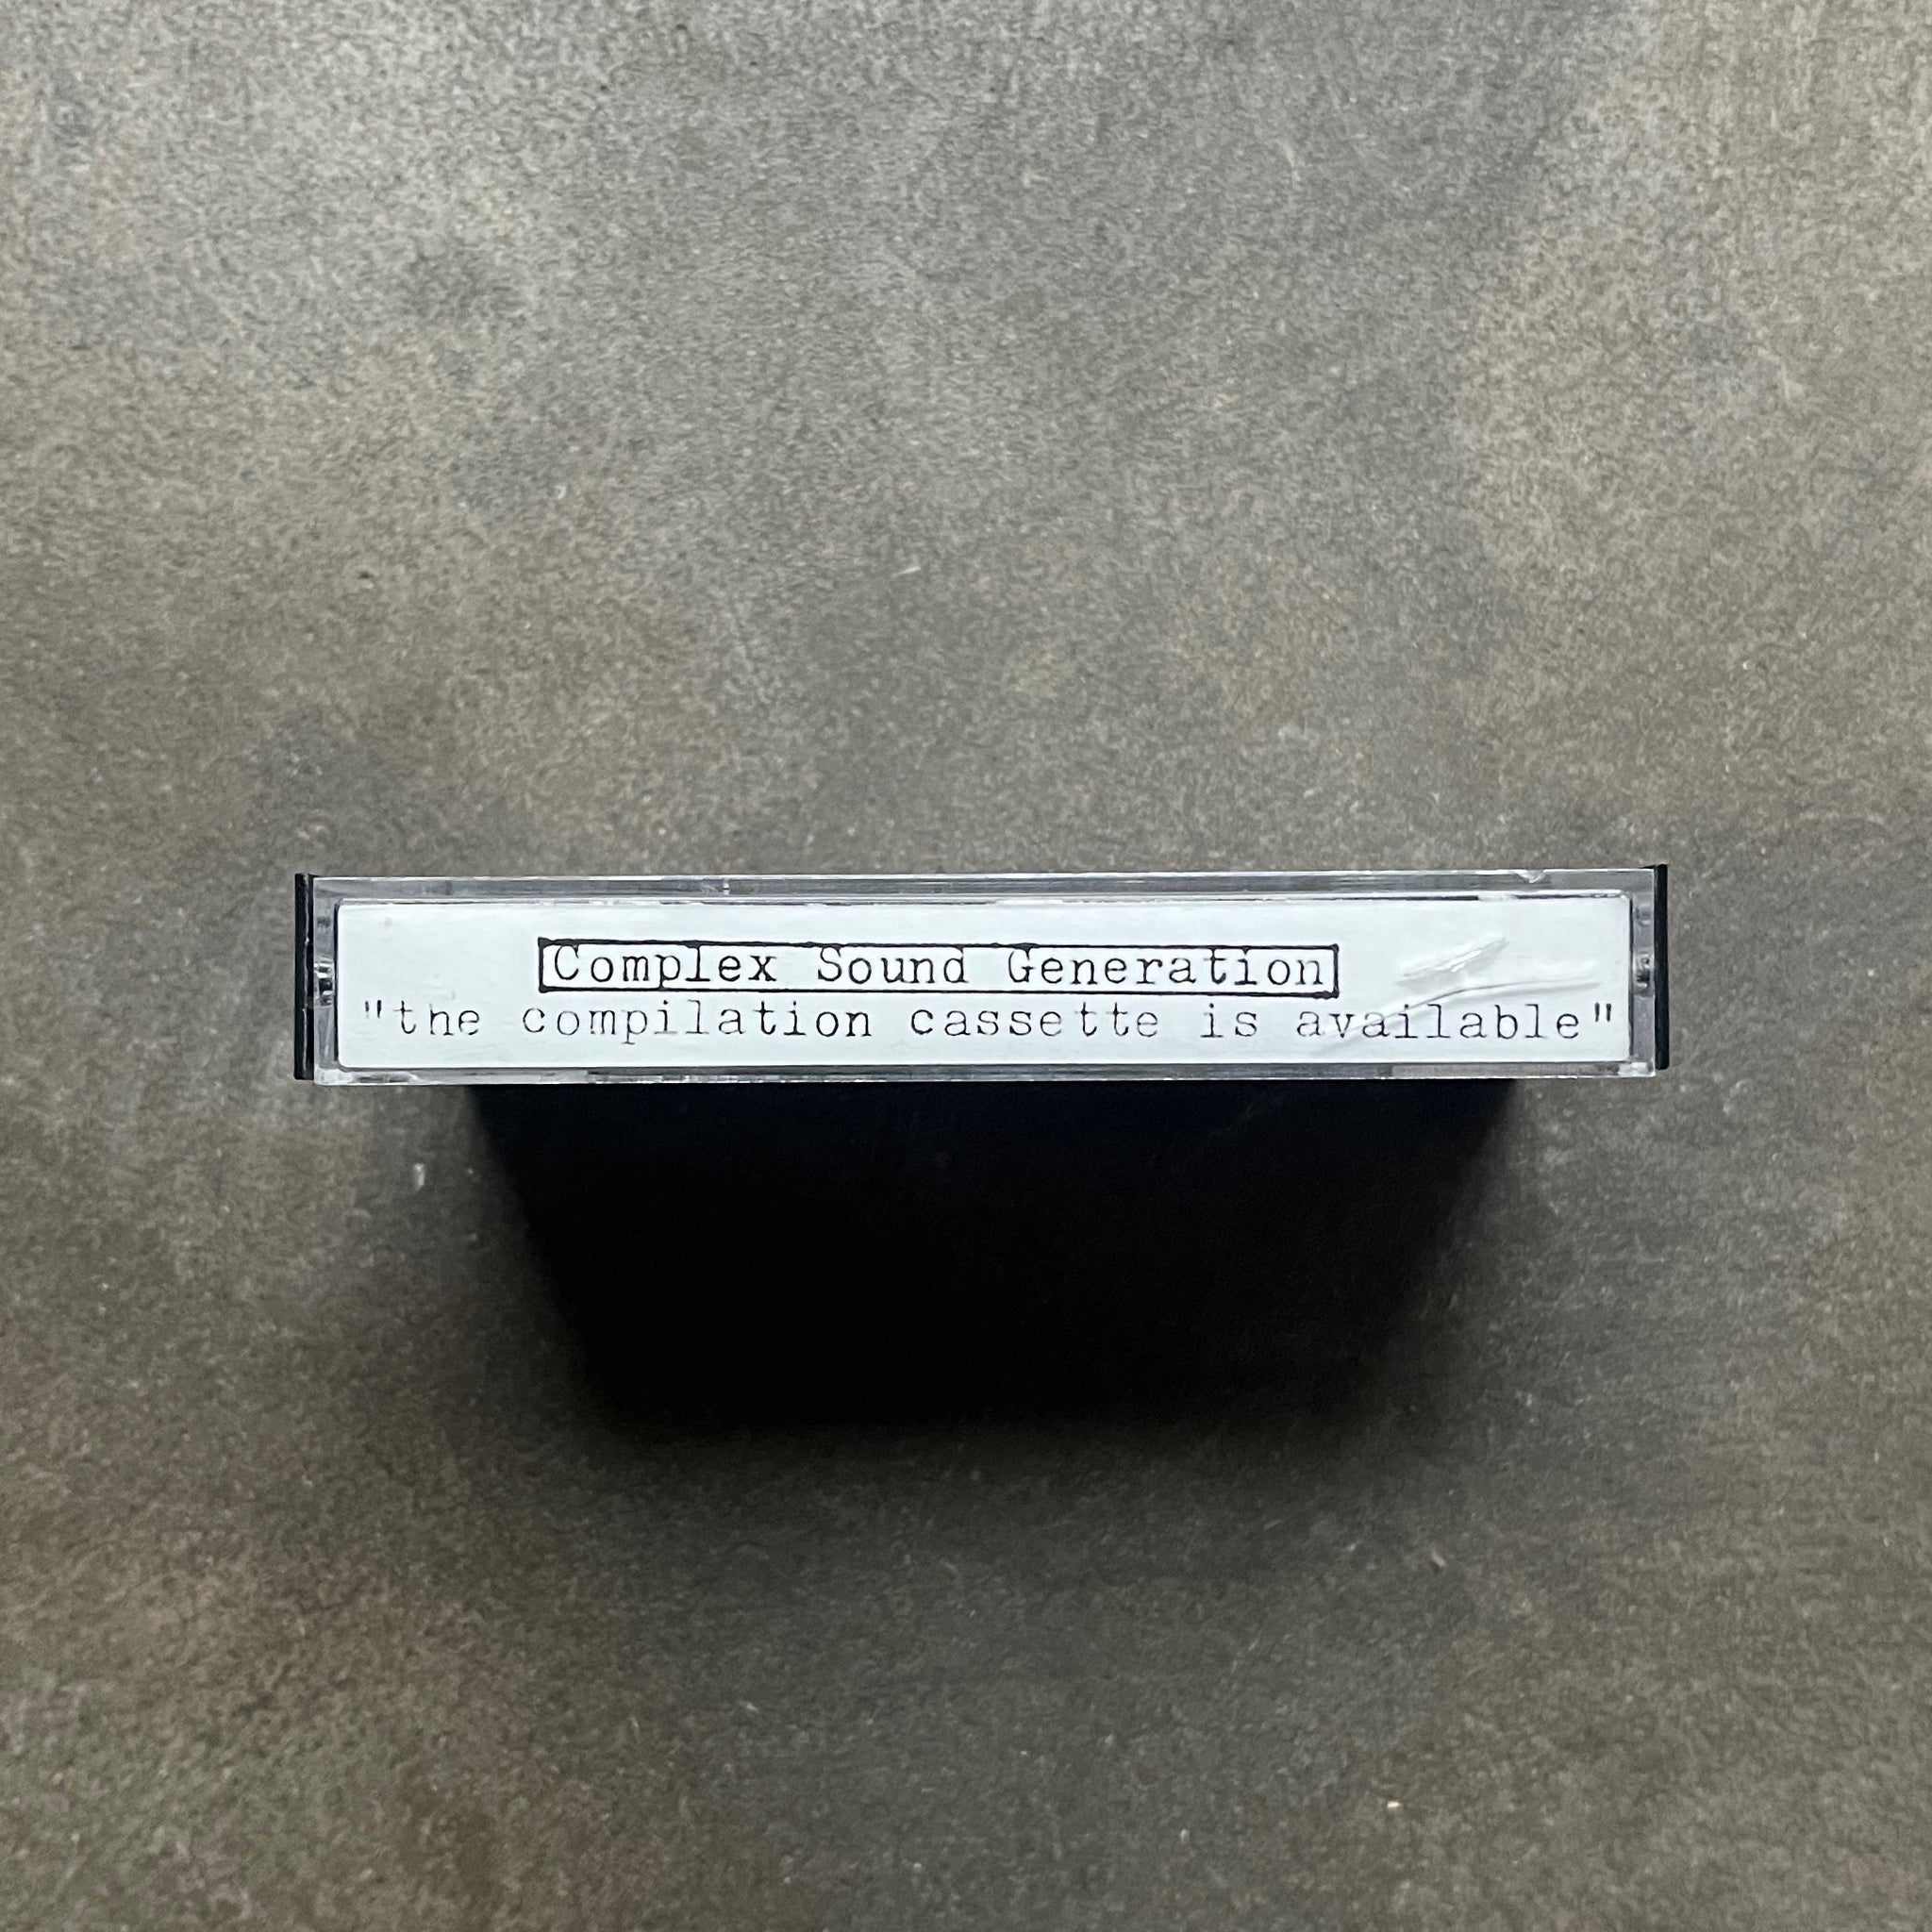 Complex Sound Generation
"the compilation cassette is available"